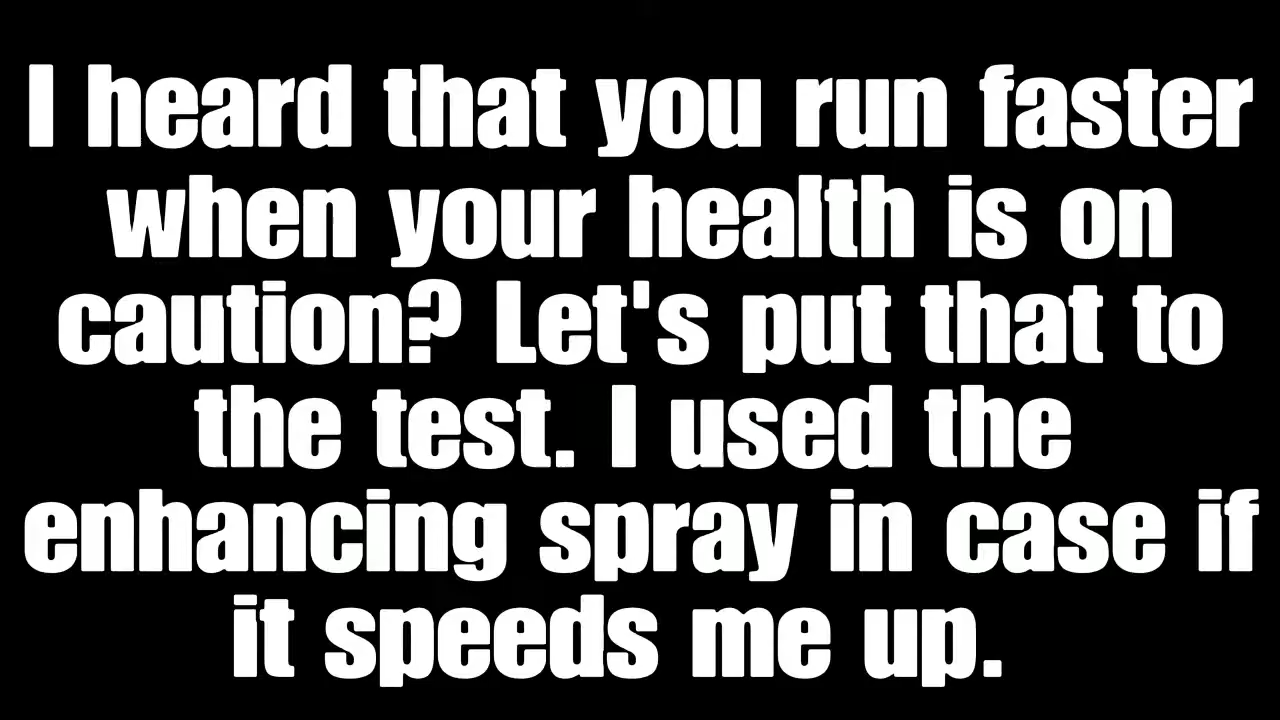 I heard that you run faster
when your health is on
caution? Let's put that to
the test. I used the
enhancing spray in case if
it speeds me up.